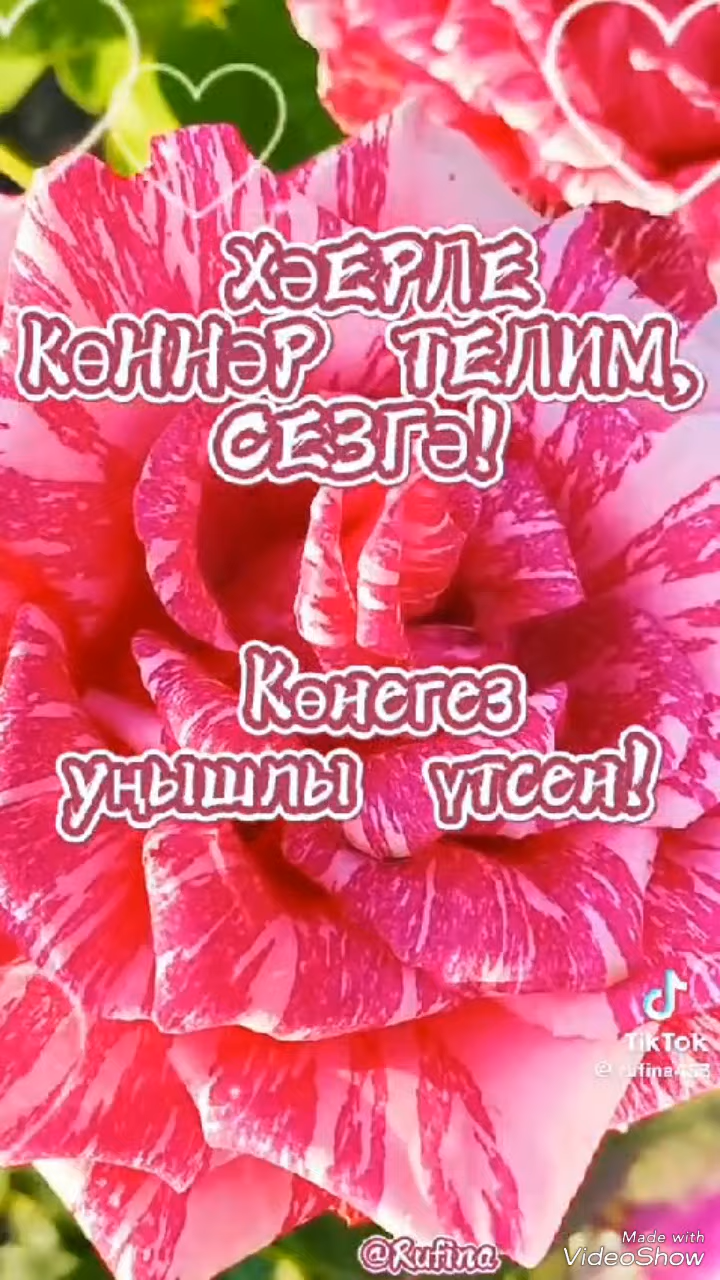 ХәЕРЛЕ
КөННәР ТЕЛИМ,
СЕЗГә!
Көнегез
уңышлы үтсен!
TikTok
@Rufina
Made with
VideoShow